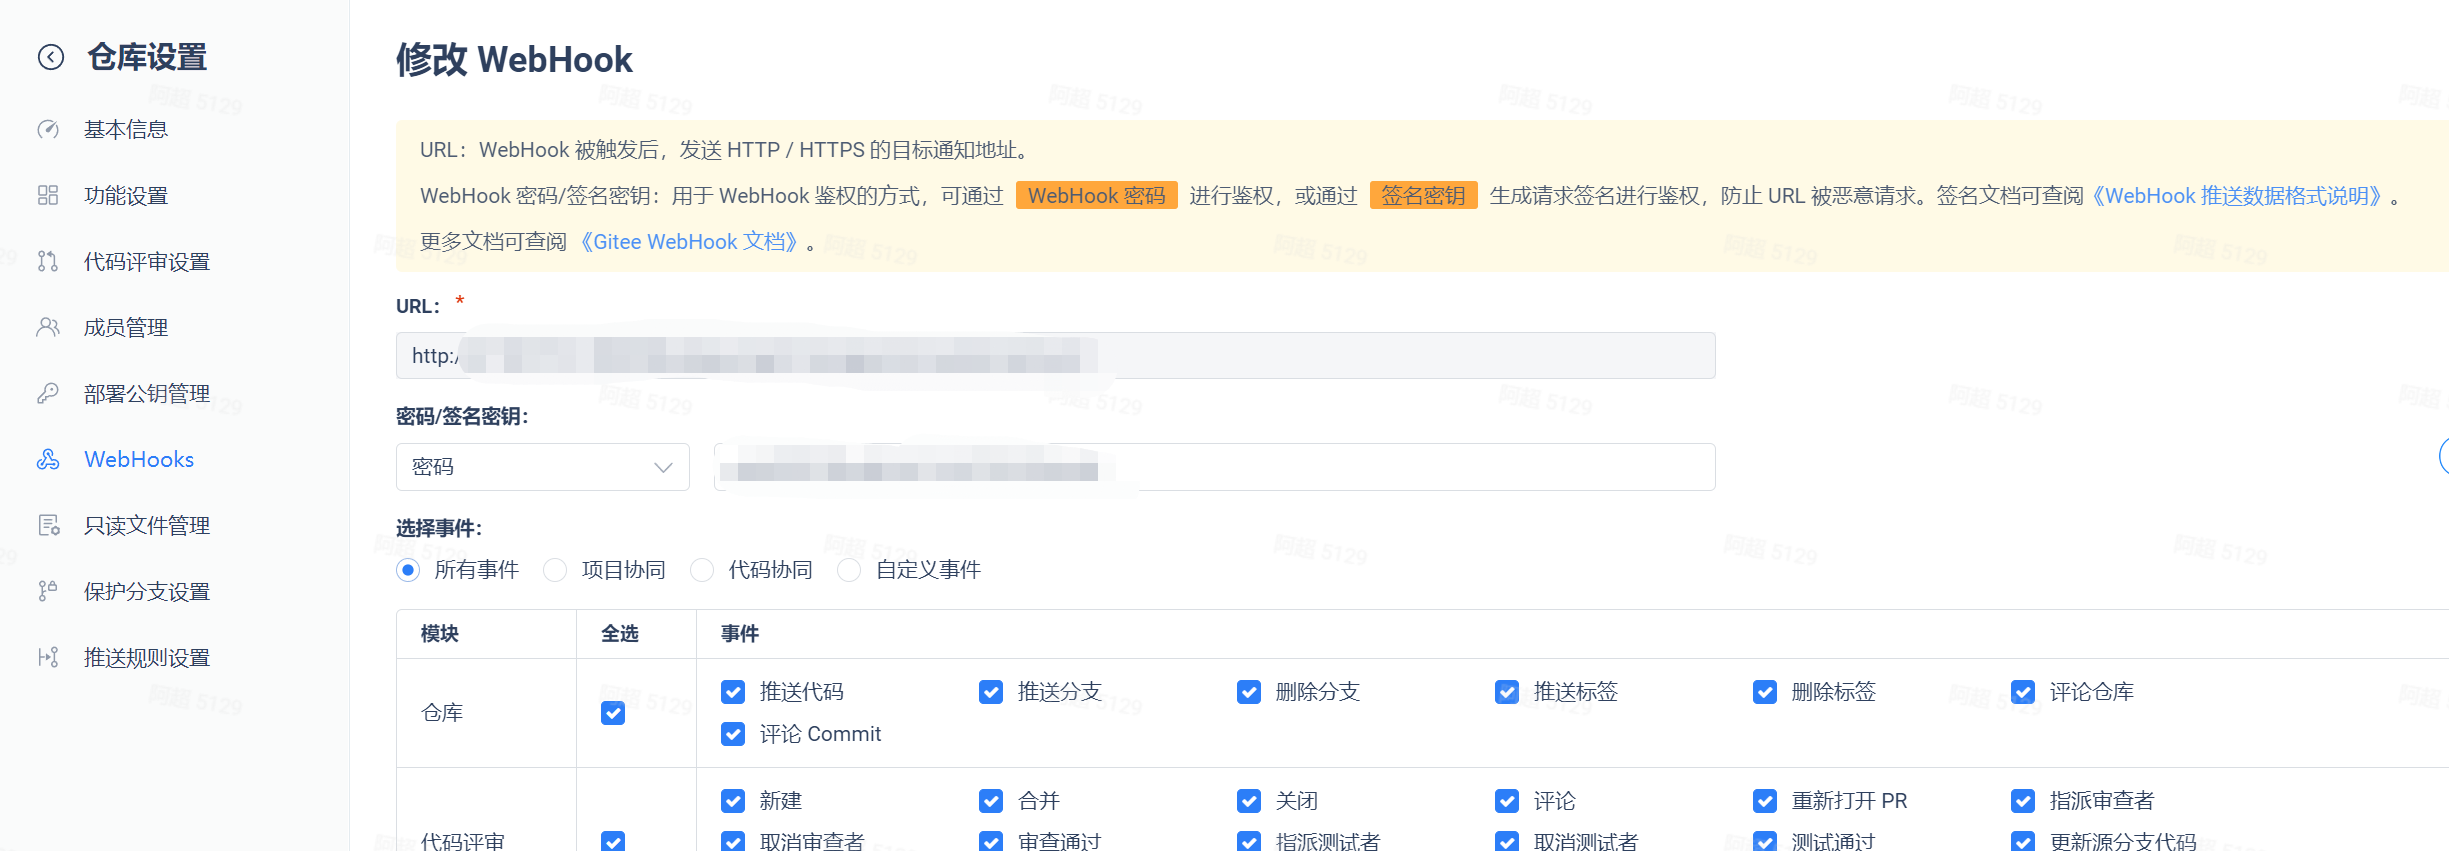 仓库设置
基本信息
功能设置
代码评审设置
成员管理
部署公钥管理
WebHooks
只读文件管理
保护分支设置
推送规则设置
修改 WebHook
URL：WebHook 被触发后，发送 HTTP / HTTPS 的目标通知地址。
WebHook 密码/签名密钥：用于 WebHook 鉴权的方式，可通过 WebHook 密码 进行鉴权，或通过 签名密钥 生成请求签名进行鉴权，防止 URL 被恶意请求。签名文档可查阅《WebHook 推送数据格式说明》。
更多文档可查阅《Gitee WebHook 文档》。
URL： *
http:/
密码/签名密钥：
密码
选择事件：
所有事件 项目协同 代码协同 自定义事件
模块 全选 事件
仓库 推送代码 推送分支 删除分支 推送标签 删除标签 评论仓库
评论 Commit
代码评审 新建 合并 关闭 评论 重新打开 PR 指派审查者
取消审查者 审查通过 指派测试者 取消测试者 测试通过 更新源分支代码
阿超 5129